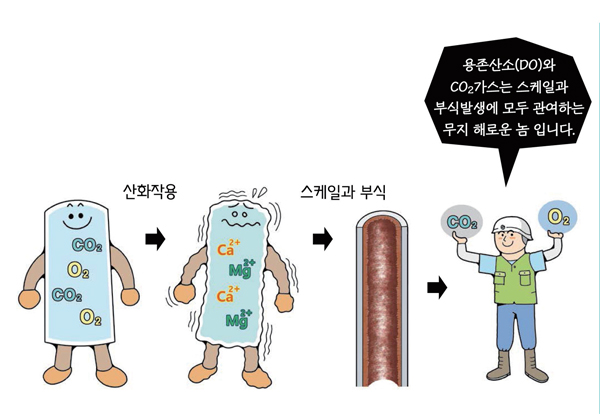 용존산소(DO)와
CO₂가스는 스케일과
부식발생에 모두 관여하는
무지 해로운 놈 입니다.
산화작용
스케일과 부식
CO₂
O₂
CO₂
O₂
Ca²⁺
Mg²⁺
Ca²⁺
Mg²⁺
CO₂
O₂